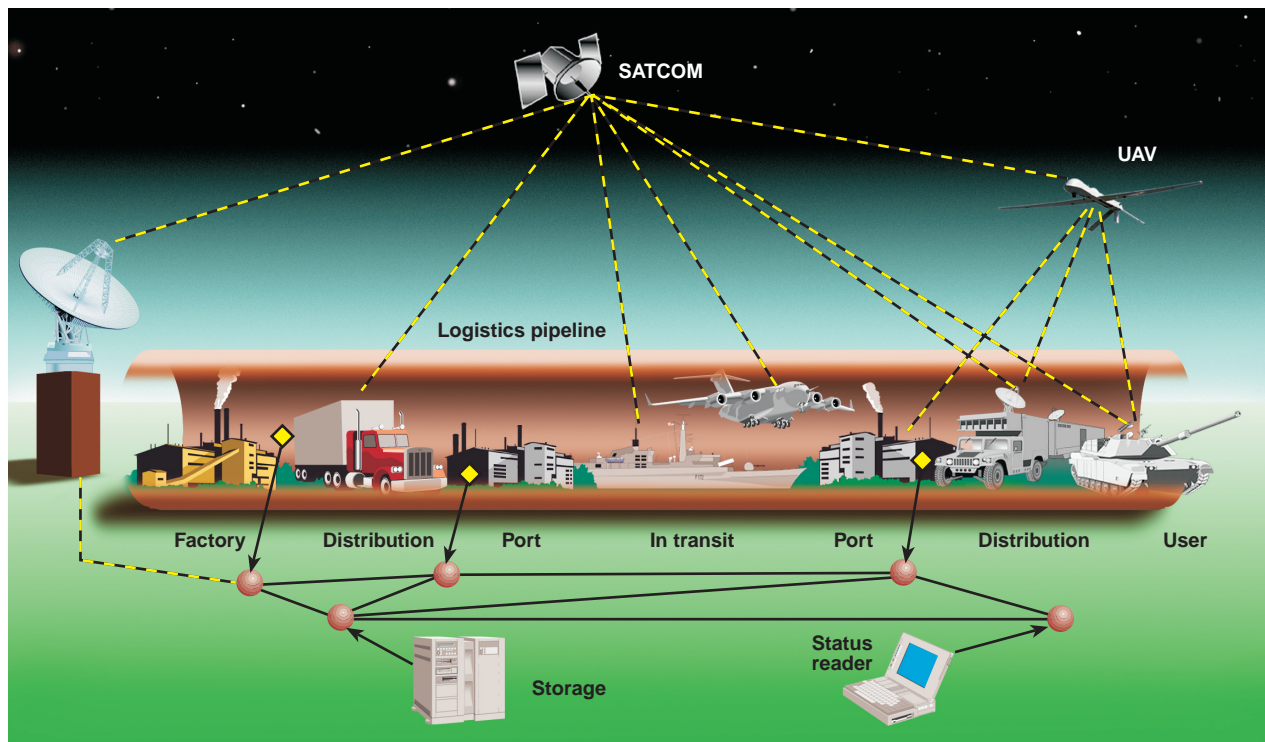 SATCOM
UAV
Logistics pipeline
Factory
Distribution
Port
In transit
Port
Distribution
User
Status
reader
Storage